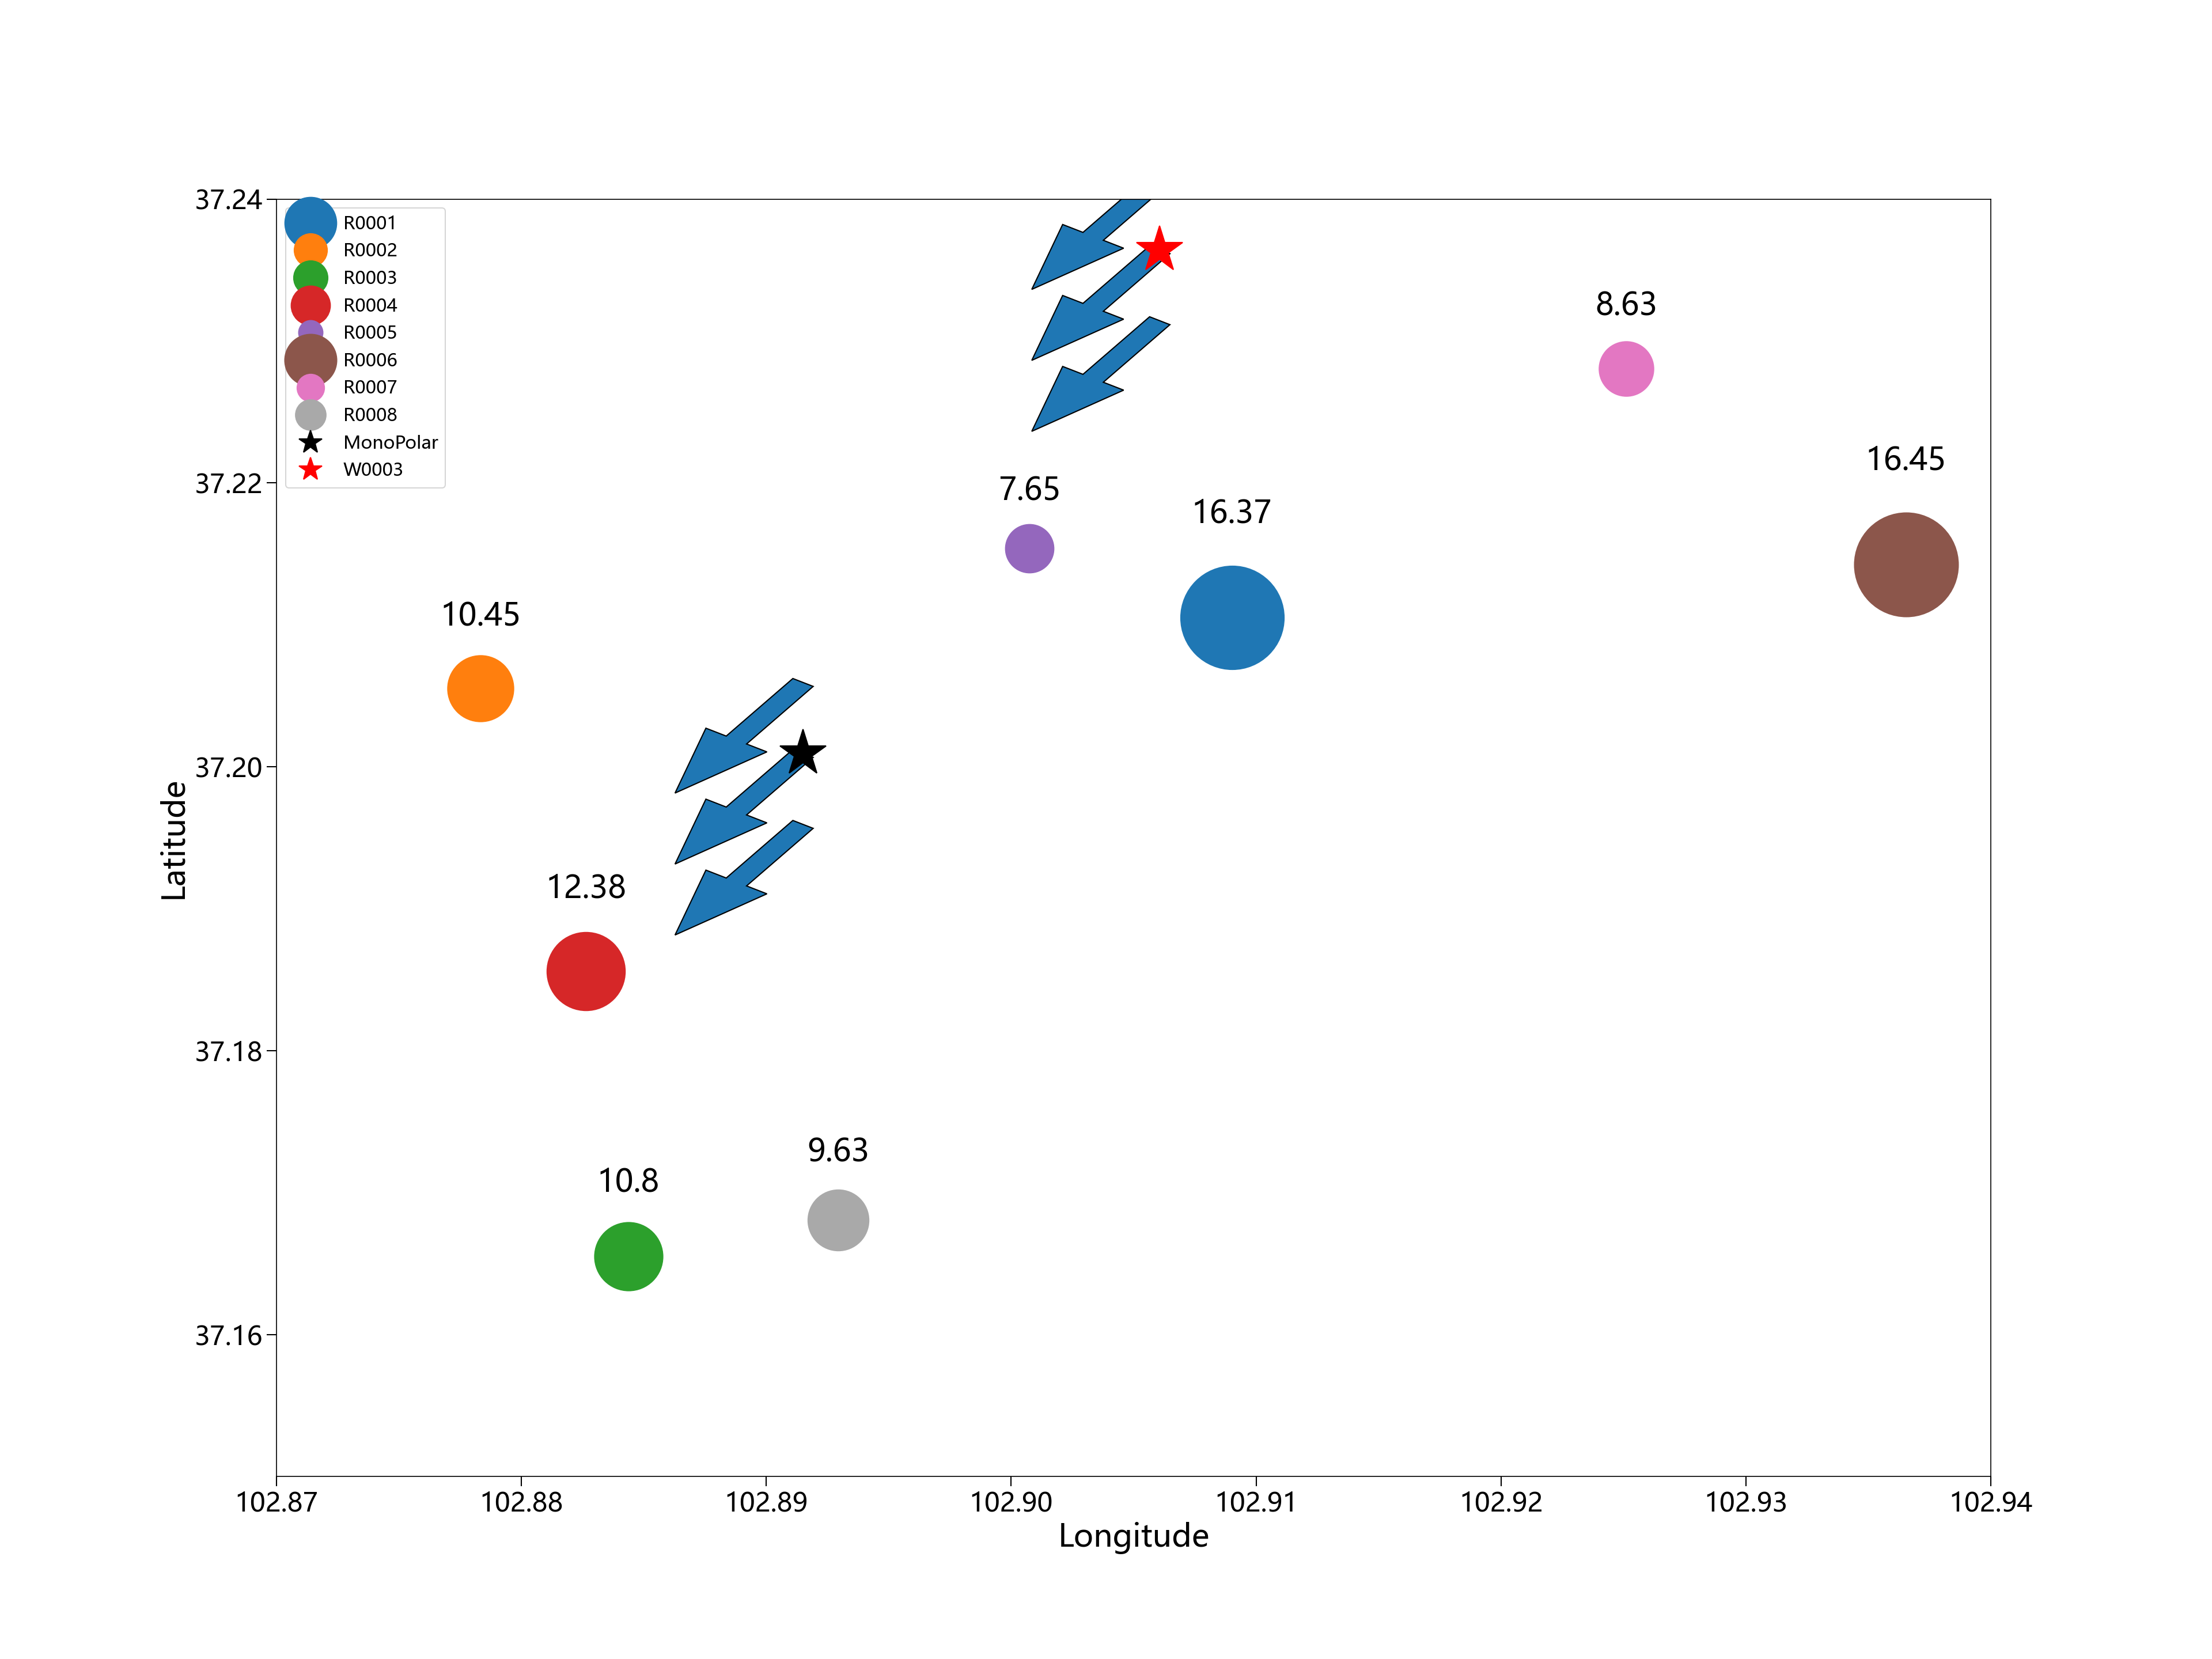 37.24
37.22
37.20
37.18
37.16
Latitude
R0001
R0002
R0003
R0004
R0005
R0006
R0007
R0008
MonoPolar
W0003
8.63
16.45
7.65
16.37
10.45
12.38
9.63
10.8
102.87 102.88 102.89 102.90 102.91 102.92 102.93 102.94
Longitude